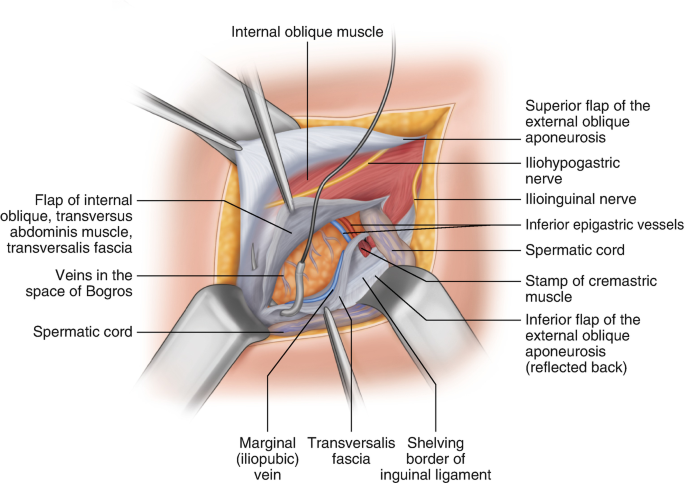 Internal oblique muscle
Superior flap of the
external oblique
aponeurosis
Iliohypogastric
nerve
Ilioinguinal nerve
Inferior epigastric vessels
Spermatic cord
Stamp of cremastric
muscle
Inferior flap of the
external oblique
aponeurosis
(reflected back)
Flap of internal
oblique, transversus
abdominis muscle,
transversalis fascia
Veins in the
space of Bogros
Spermatic cord
Marginal
(iliopubic)
vein
Transversalis
fascia
Shelving
border of
inguinal ligament